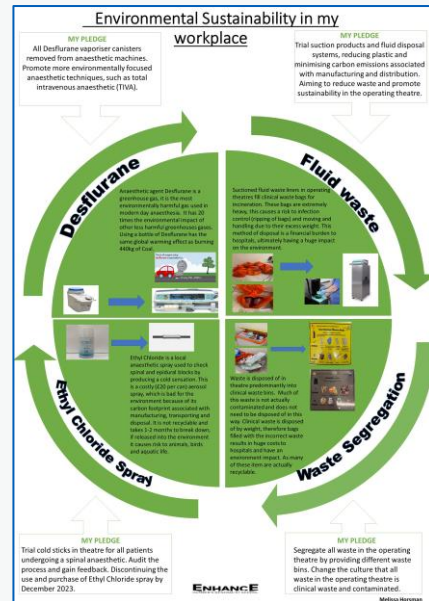 Environmental Sustainability in my
workplace
MY PLEDGE
All Desflurane vaporiser canisters
removed from anaesthetic machines.
Promote more environmentally focused
anaesthetic techniques, such as total
intravenous anaesthetic (TIVA).
MY PLEDGE
Trial suction products and fluid disposal
systems, reducing plastic and
minimising carbon emissions associated
with manufacturing and distribution.
Aiming to reduce waste and promote
sustainability in the operating theatre.
Desflurane
Anaesthetic agent Desflurane is a
greenhouse gas, it is the most
environmentally harmful gas used in
modern day anaesthesia. It has 20
times the environmental impact of
other less harmful greenhouse gases.
Using a bottle of Desflurane has the
same global warming effect as burning
440kg of Coal.
Fluid waste
Suctioned fluid waste liners in operating
theatres fill clinical waste bags for
incineration. These bags are extremely
heavy, this causes a risk to infection
control (ripping of bags) and moving and
handling due to their excess weight. This
method of disposal is a financial burden to
hospitals, ultimately having a huge impact
on the environment.
Ethyl Chloride Spray
Ethyl Chloride is a local
anaesthetic spray used to check
spinal and epidural blocks by
producing a cold sensation. This
is a costly (£20 per can) aerosol
spray, which is bad for the
environment because of its
carbon footprint associated with
manufacturing, transporting and
disposal. It is not recyclable and
takes 1-2 months to break down.
If released into the environment
it causes risk to animals, birds
and aquatic life.
Waste Segregation
Waste is disposed of in
theatre predominantly into
clinical waste bins. Much of
this waste is not actually
contaminated and does not
need to be disposed of in this
way. Clinical waste is disposed
of by weight, therefore bags
filled with the incorrect waste
results in huge costs to
hospitals and have an
environment impact. As many
of these item are actually
recyclable.
MY PLEDGE
Trial cold sticks in theatre for all patients
undergoing a spinal anaesthetic. Audit the
process and gain feedback. Discontinuing
the use and purchase of Ethyl Chloride spray by
December 2023.
MY PLEDGE
Segregate all waste in the operating
theatre by providing different waste
bins. Change the culture that all
waste in the operating theatre is
clinical waste and contaminated.
ENHANCE
Melissa Horsman